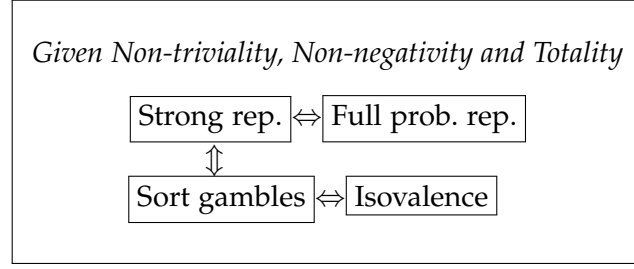 Given Non-triviality, Non-negativity and Totality
Strong rep. ⇔ Full prob. rep.
⇕
Sort gambles ⇔ Isovalence